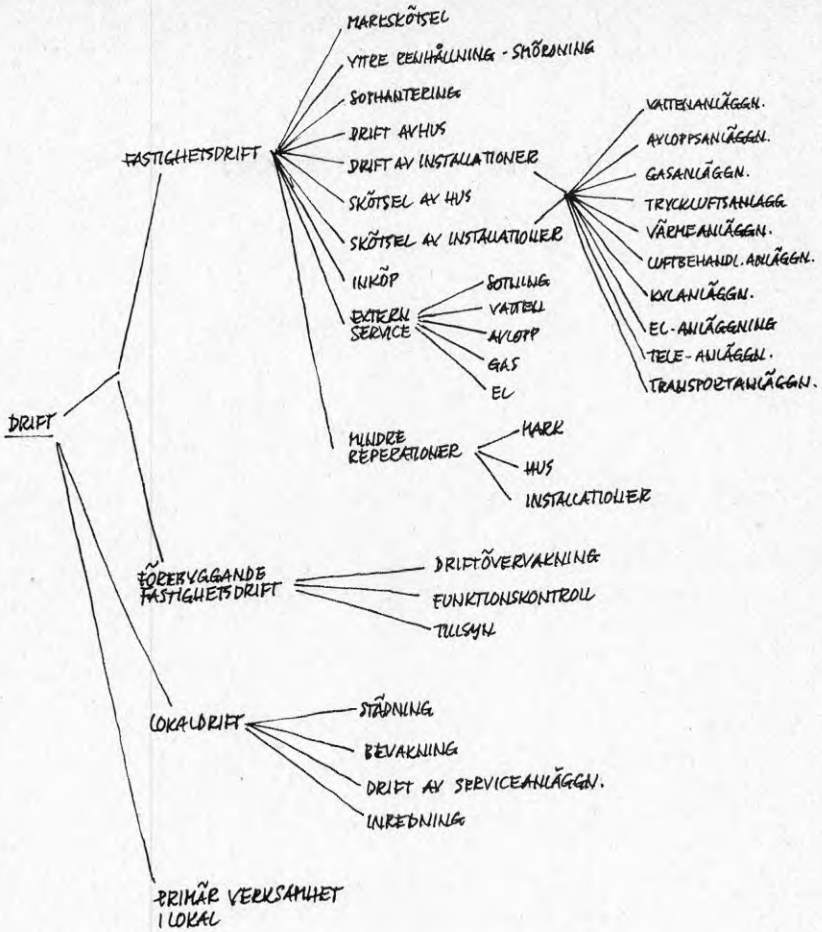 MARKSKÖTSEL
YTTRE RENHÅLLNING - SNÖRÖJNING
SOPHANTERING
DRIFT AV HUS
FASTIGHETSDRIFT
DRIFT AV INSTALLATIONER
SKÖTSEL AV HUS
SKÖTSEL AV INSTALLATIONER
INKÖP
EXTERN
SERVICE
SOTNING
VATTEN
AVLOPP
GAS
EL
VATTENANLÄGGN.
AVLOPPSANLÄGGN.
GASANLÄGGN.
TRYCKLUFTSANLAGG
VÄRMEANLÄGGN.
LUFTBEHANDL.ANLÄGGN.
KYLANLÄGGN.
EL-ANLÄGGNING
TELE-ANLÄGGN.
TRANSPORTANLÄGGN.
DRIFT
MINDRE
REPERATIONER
MARK
HUS
INSTALLATIONER
FÖREBYGGANDE
FASTIGHETSDRIFT
DRIFTÖVERVAKNING
FUNKTIONSKONTROLL
TILLSYN
LOKALDRIFT
STÄDNING
BEVAKNING
DRIFT AV SERVICEANLÄGGN.
INREDNING
PRIMÄR VERKSAMHET
I LOKAL